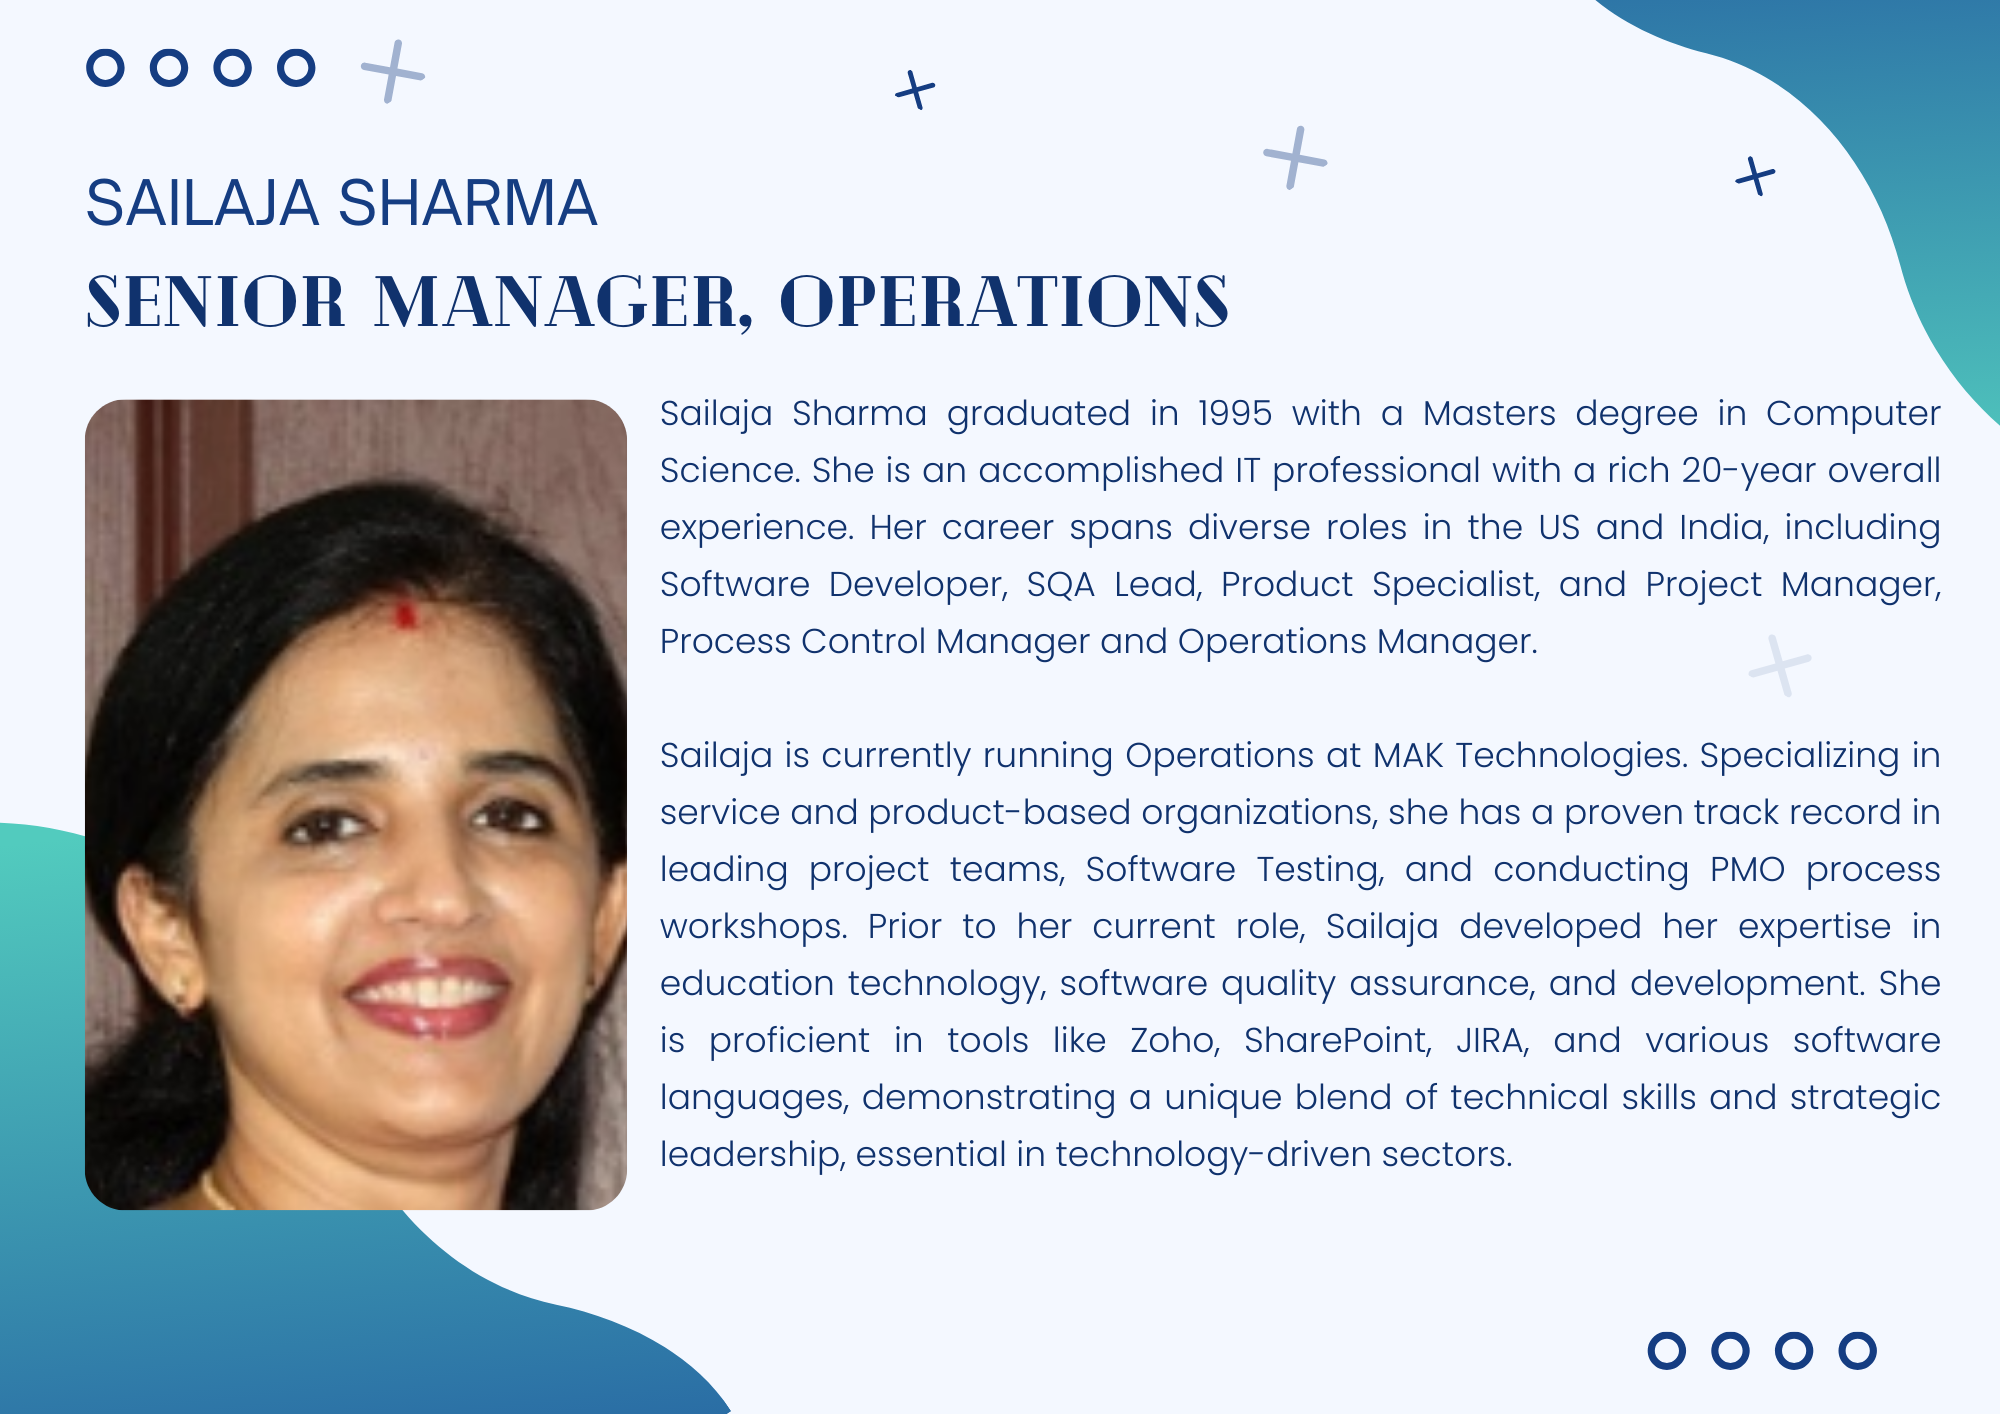 SAILAJA SHARMA
SENIOR MANAGER, OPERATIONS
Sailaja Sharma graduated in 1995 with a Masters degree in Computer
Science. She is an accomplished IT professional with a rich 20-year overall
experience. Her career spans diverse roles in the US and India, including
Software Developer, SQA Lead, Product Specialist, and Project Manager,
Process Control Manager and Operations Manager.
Sailaja is currently running Operations at MAK Technologies. Specializing in
service and product-based organizations, she has a proven track record in
leading project teams, Software Testing, and conducting PMO process
workshops. Prior to her current role, Sailaja developed her expertise in
education technology, software quality assurance, and development. She
is proficient in tools like Zoho, SharePoint, JIRA, and various software
languages, demonstrating a unique blend of technical skills and strategic
leadership, essential in technology-driven sectors.